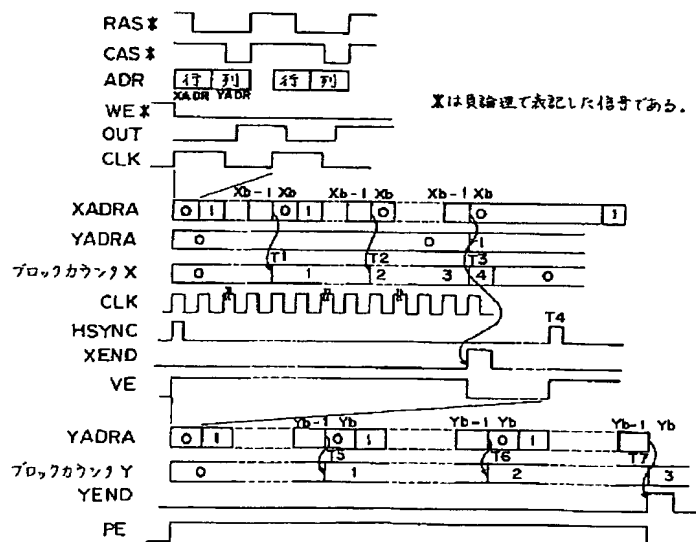 RAS※
CAS※
ADR 行 列 行 列
XADR YADR
WE※
※は負論理で表記した信号である。
OUT
CLK
Xb-1 Xb Xb-1 Xb Xb-1 Xb
XADRA 0 1 0 1 0 0 1
YADRA 0 0 1
T1 T2 T3
ブロックカウンタX 0 1 2 3 4 0
CLK
HSYNC T4
XEND
VE
Yb-1 Yb Yb-1 Yb Yb-1 Yb
YADRA 0 1 0 1 0 1
T5 T6 T7
ブロックカウンタY 0 1 2 3
YEND
PE